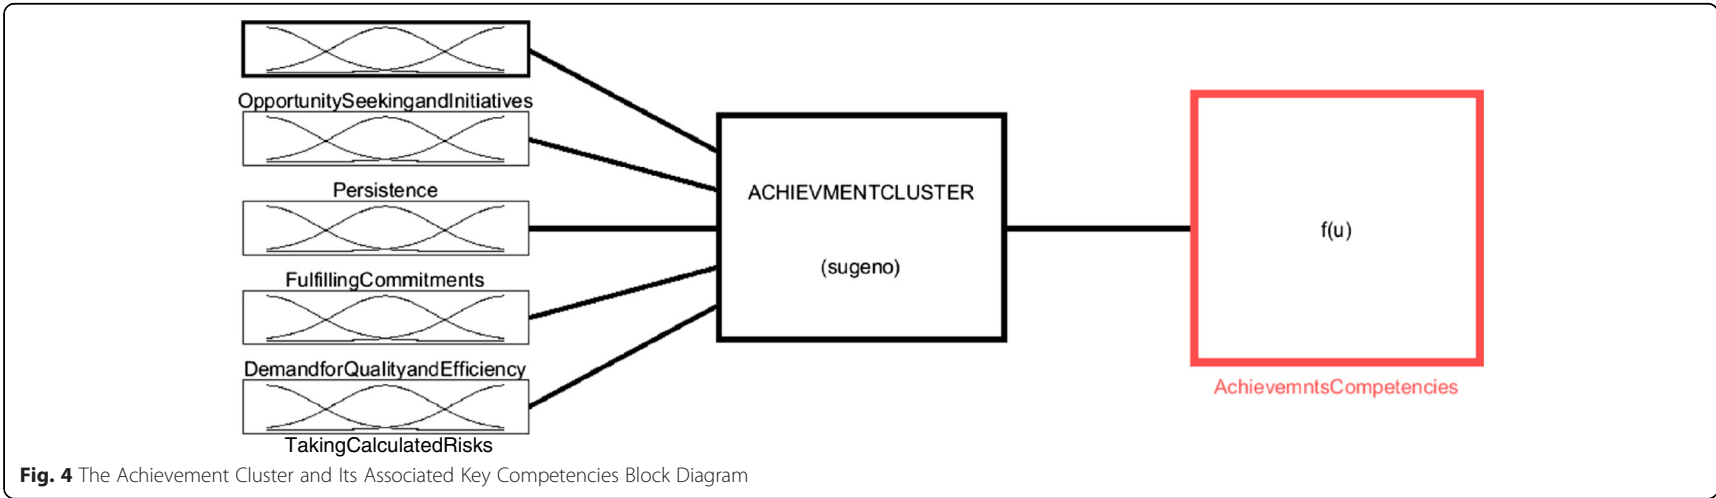 OpportunitySeekingandInitiatives
Persistence
FulfillingCommitments
DemandforQualityandEfficiency
TakingCalculatedRisks
ACHIEVMENTCLUSTER
(sugeno)
f(u)
AchievemntsCompetencies
Fig. 4 The Achievement Cluster and Its Associated Key Competencies Block Diagram